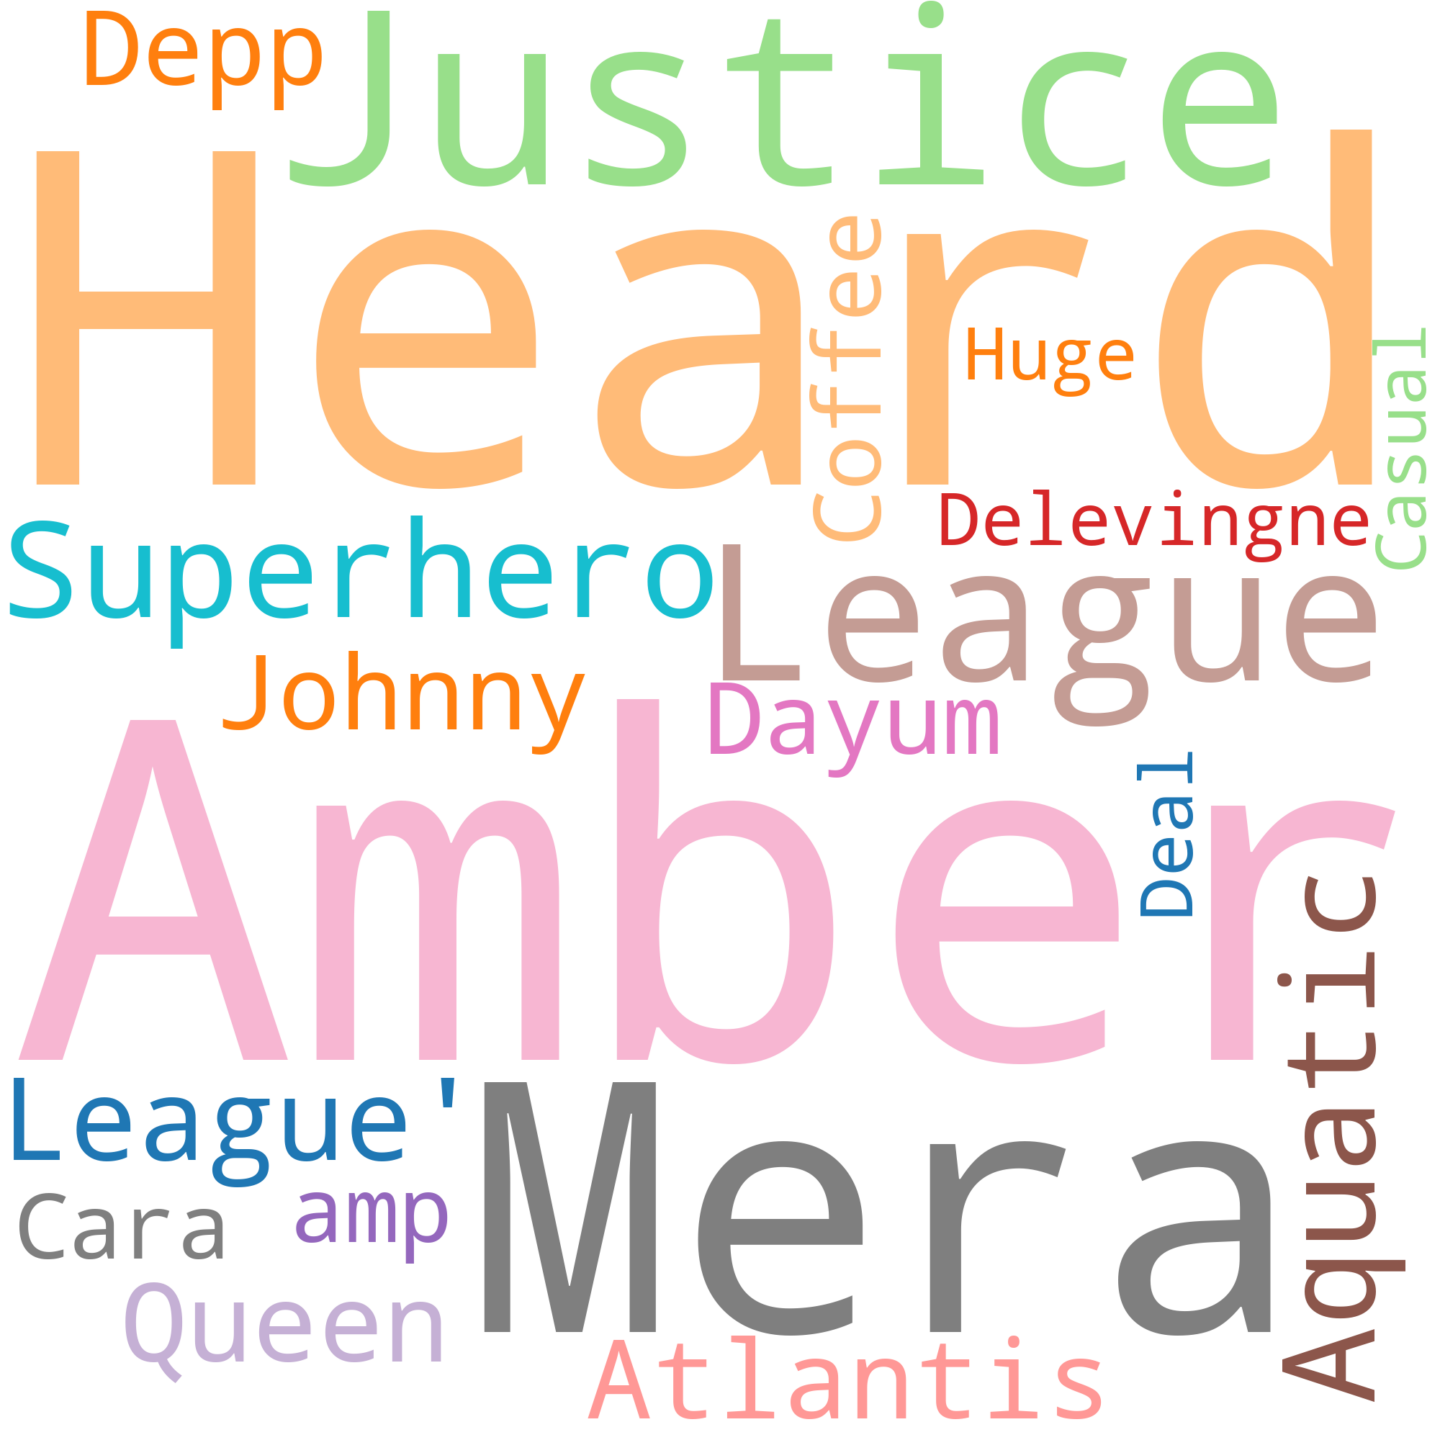 Depp
Justice
Heard
Coffee
Huge
Casual
Superhero
Delevingne
League
Johnny
Dayum
Amber
Deal
Aquatic
League'
Mera
Cara
amp
Queen
Atlantis